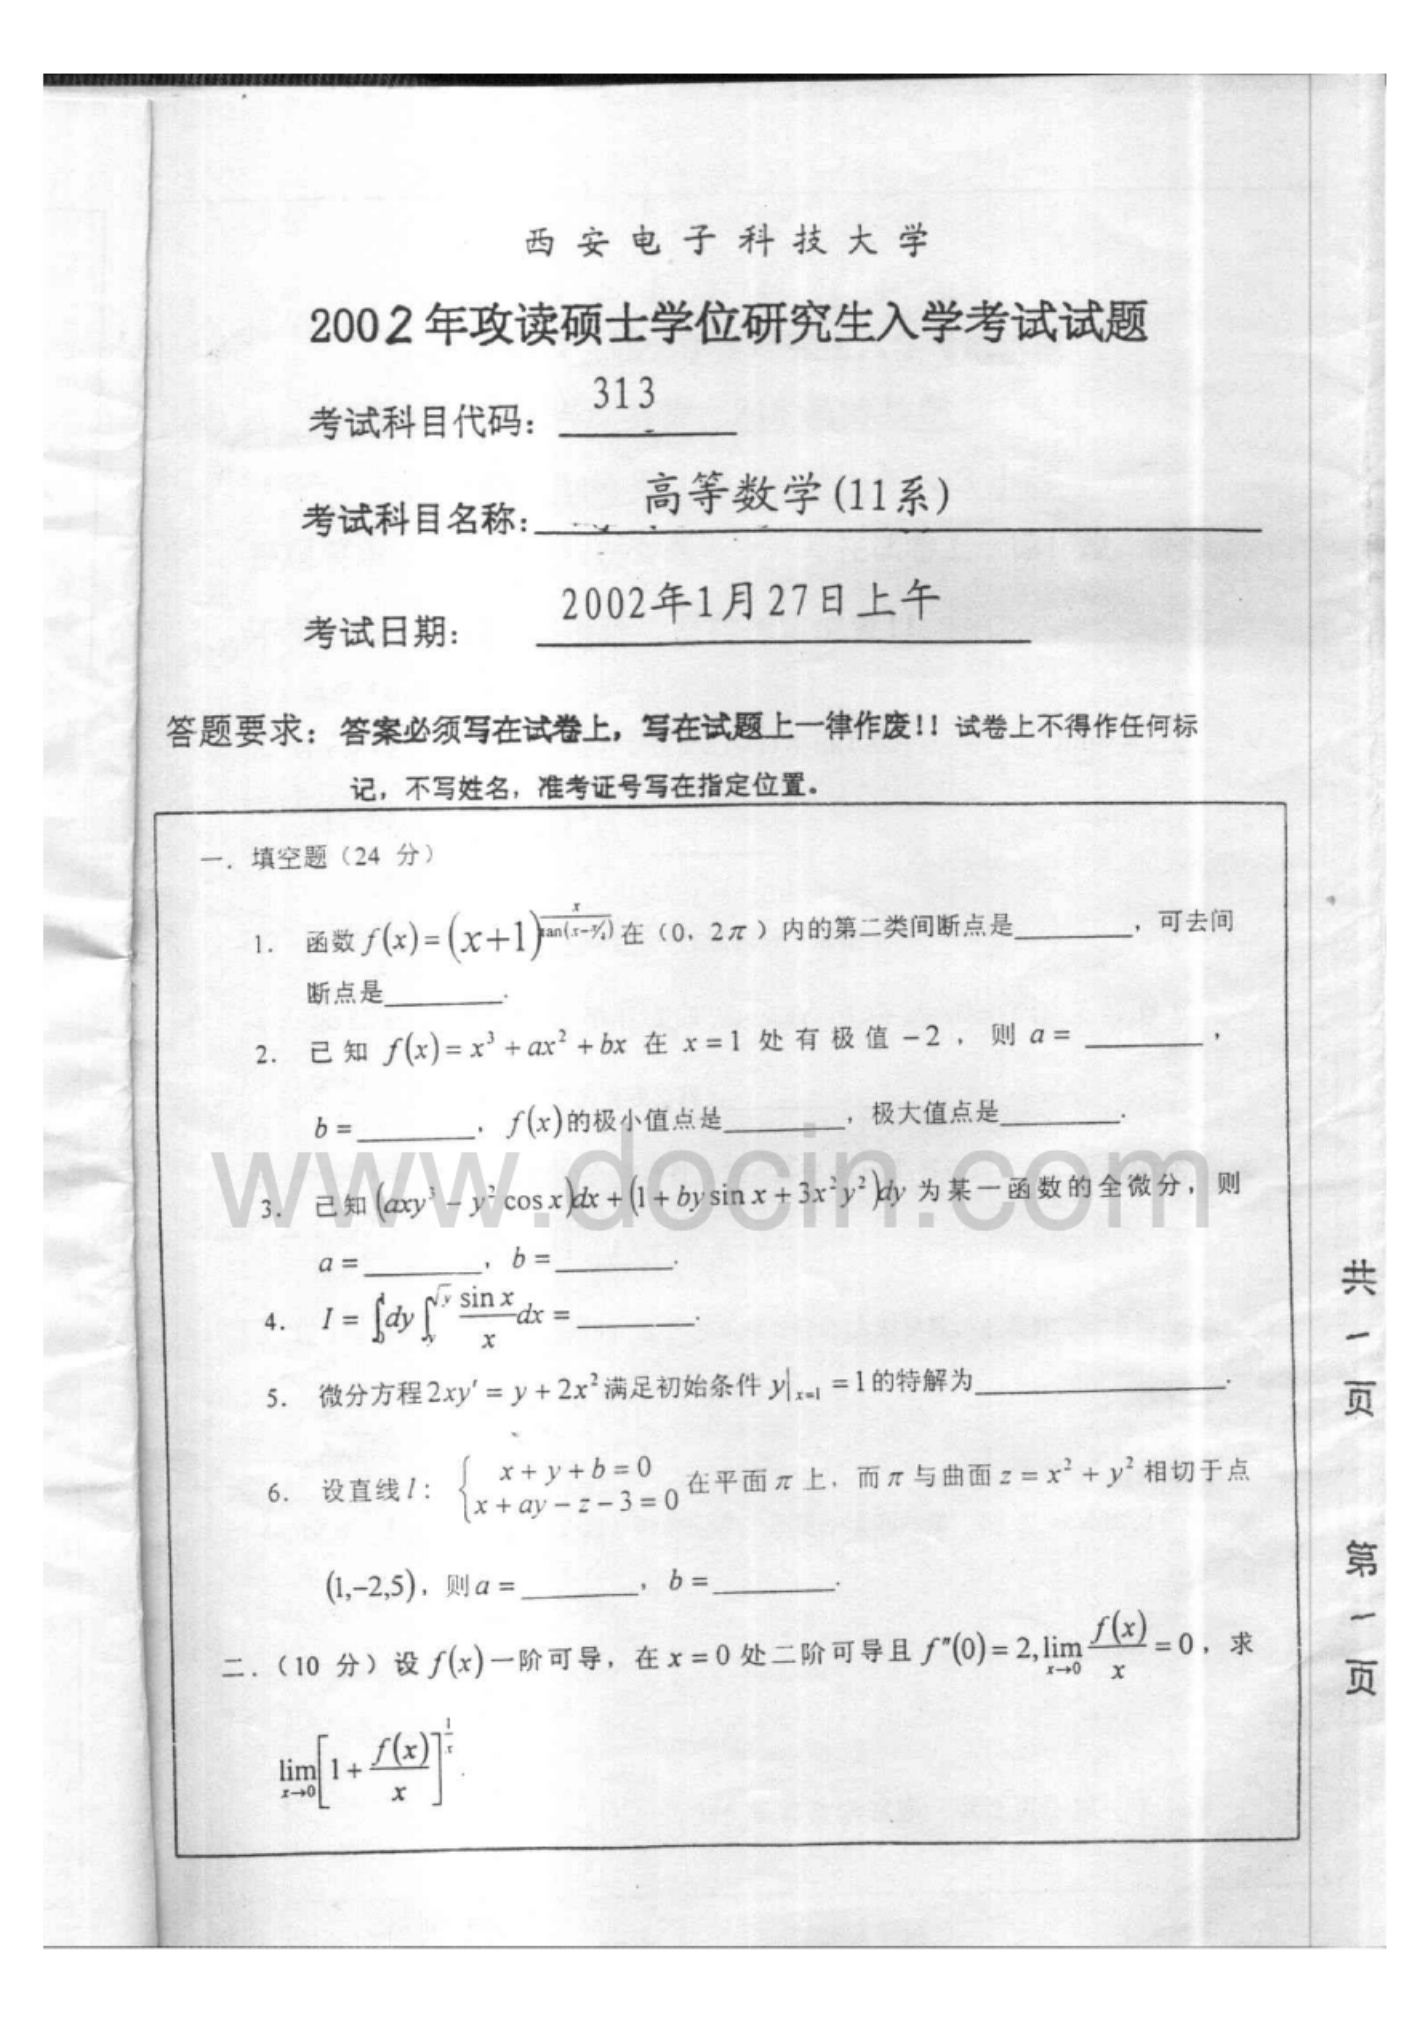 西安电子科技大学
2002年攻读硕士学位研究生入学考试试题
考试科目代码: 313
考试科目名称: 高等数学(11系)
考试日期: 2002年1月27日上午
答题要求: 答案必须写在试卷上, 写在试题上一律作废!! 试卷上不得作任何标
记, 不写姓名, 准考证号写在指定位置。
一. 填空题（24 分）
1. 函数 f(x)=(x+1)^{x/tan(x-π/4)} 在（0, 2π）内的第二类间断点是________, 可去间
断点是________.
2. 已知 f(x)=x³+ax²+bx 在 x=1 处有极值 −2, 则 a= ________,
b=________, f(x)的极小值点是________, 极大值点是________.
3. 已知(axy³−y²cos x)dx+(1+by sin x+3x²y²)dy 为某一函数的全微分, 则
a=________, b=________.
4. I=∫₀¹dy∫_y^{√y} (sin x/x)dx=________.
5. 微分方程2xy′=y+2x²满足初始条件 y|_{x=1}=1的特解为________________.
6. 设直线 l: { x+y+b=0
x+ay−z−3=0 在平面π上, 而π与曲面 z=x²+y² 相切于点
(1,−2,5), 则 a=________, b=________.
二.（10 分）设 f(x)一阶可导, 在 x=0 处二阶可导且 f″(0)=2, lim_{x→0} f(x)/x=0, 求
lim_{x→0}[1+f(x)/x]^{1/x}.
共一页 第一页
www.docin.com